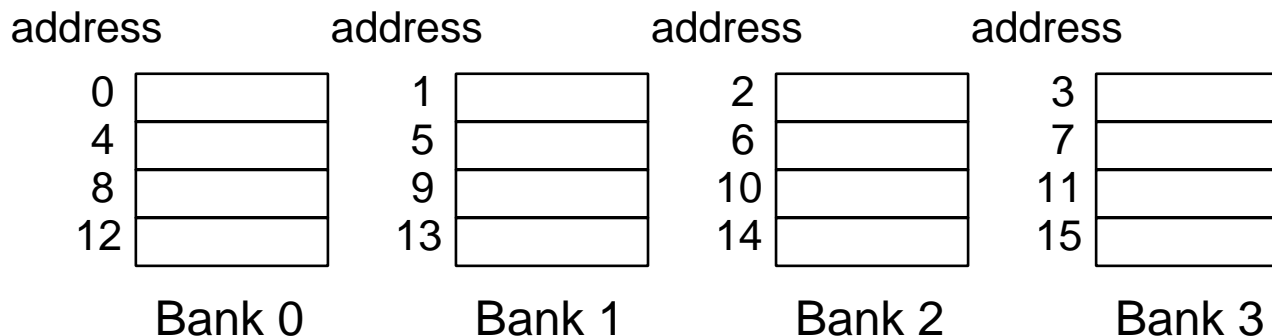 address address address address
0 1 2 3
4 5 6 7
8 9 10 11
12 13 14 15
Bank 0 Bank 1 Bank 2 Bank 3